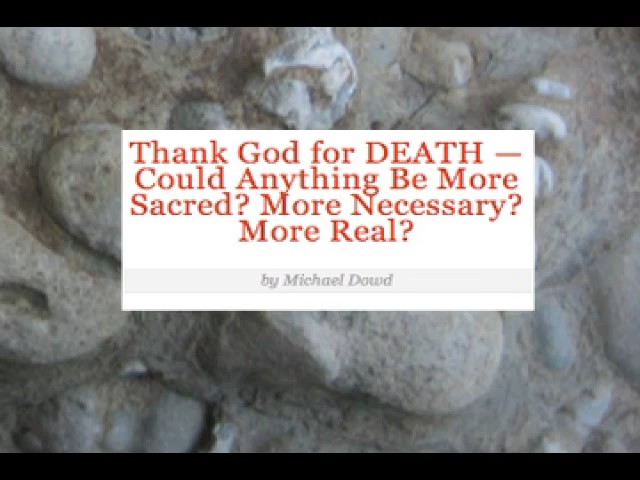 Thank God for DEATH —
Could Anything Be More
Sacred? More Necessary?
More Real?
by Michael Dowd